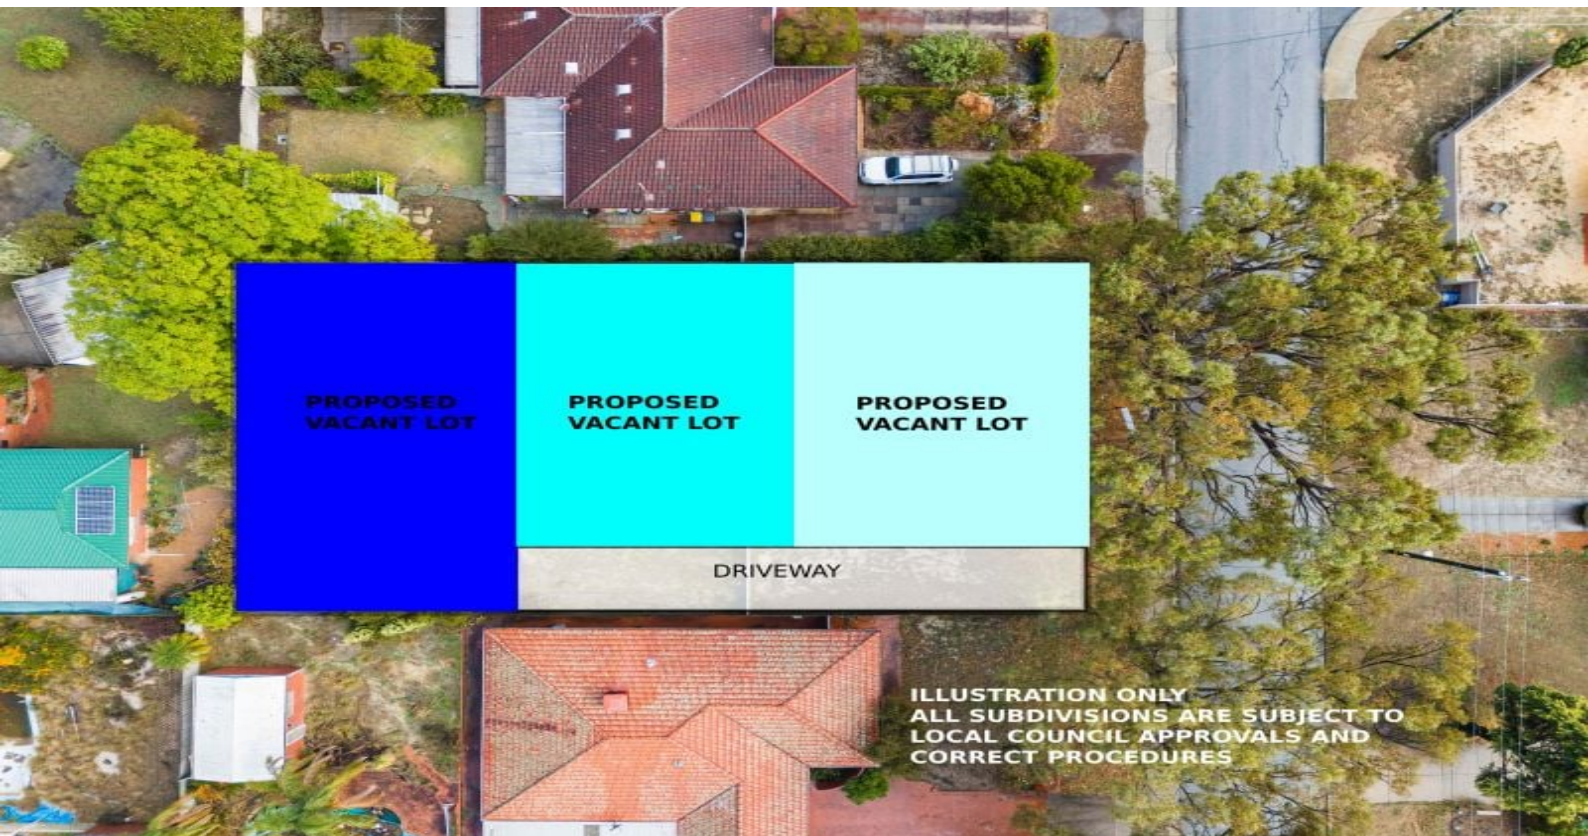 PROPOSED
VACANT LOT
PROPOSED
VACANT LOT
PROPOSED
VACANT LOT
DRIVEWAY
ILLUSTRATION ONLY
ALL SUBDIVISIONS ARE SUBJECT TO
LOCAL COUNCIL APPROVALS AND
CORRECT PROCEDURES